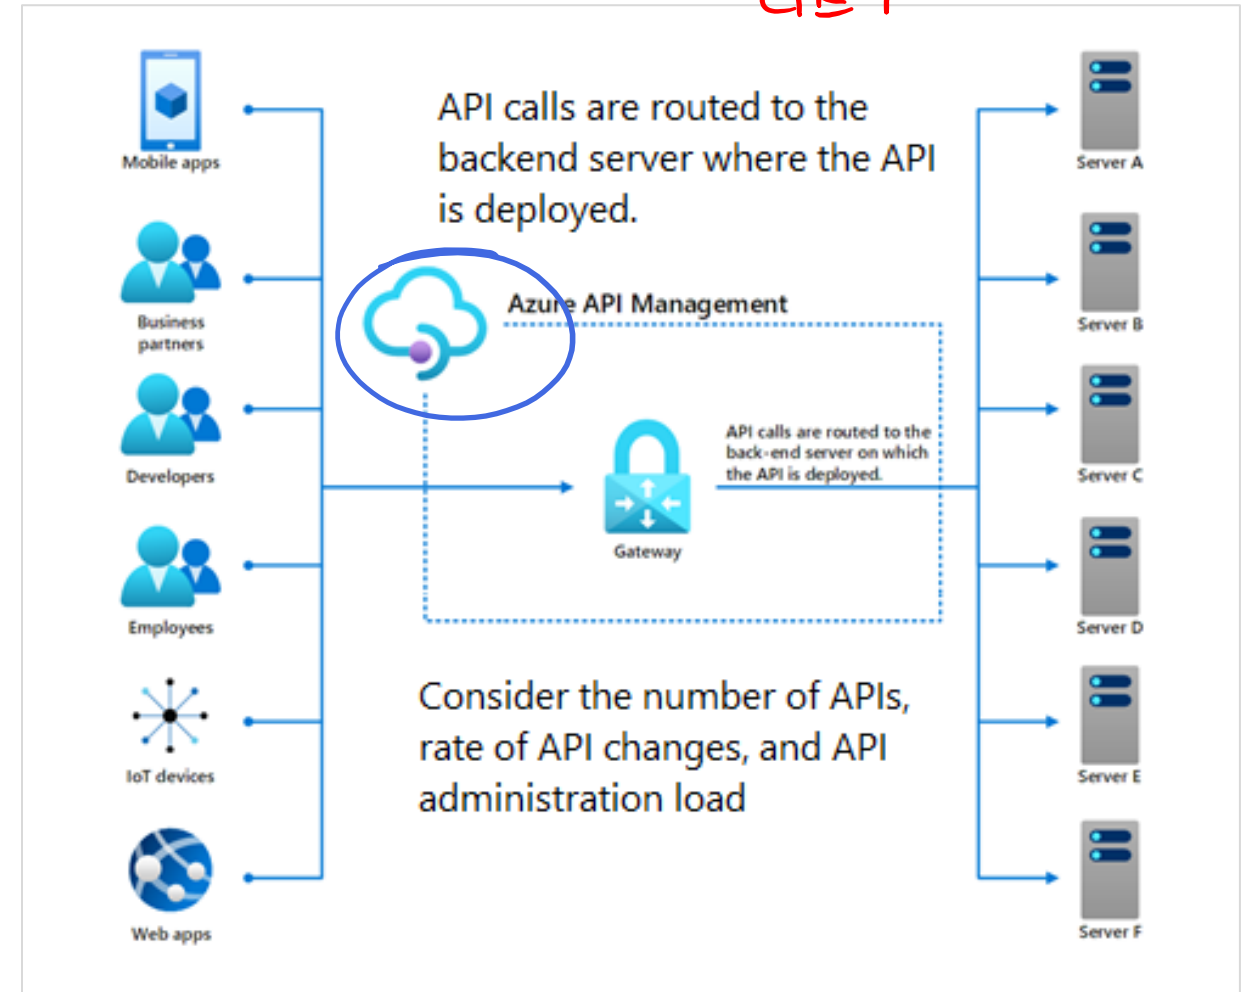 API calls are routed to the
backend server where the API
is deployed.
Mobile apps
Business
partners
Developers
Employees
IoT devices
Web apps
Azure API Management
API calls are routed to the
back-end server on which
the API is deployed.
Gateway
Consider the number of APIs,
rate of API changes, and API
administration load
Server A
Server B
Server C
Server D
Server E
Server F